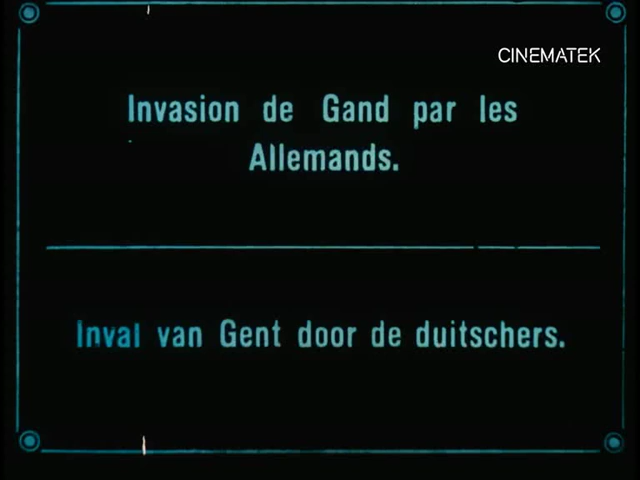 CINEMATEK
Invasion de Gand par les
Allemands.
Inval van Gent door de duitschers.